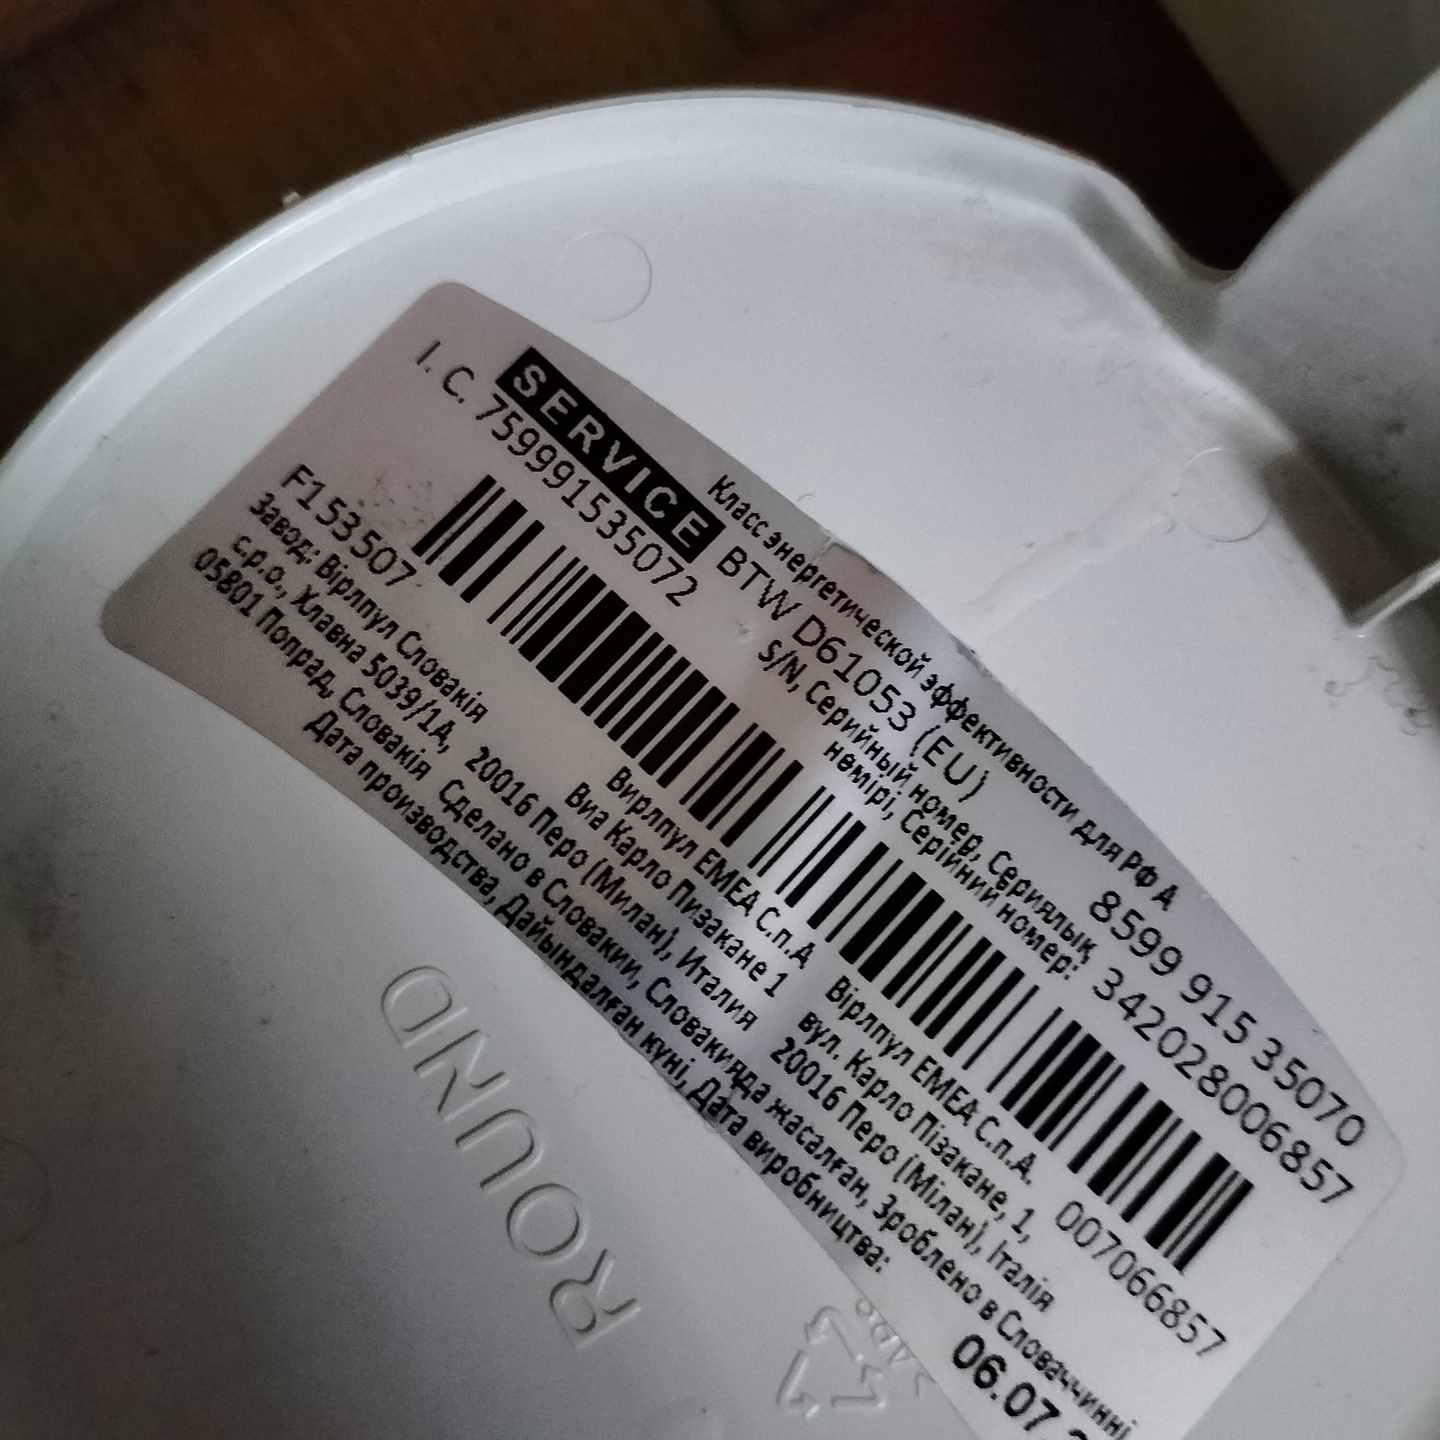 Класс энергетической эффективности для РФ A
SERVICE BTW D61053 (EU) 8599 915 35070
I. C. 759991535072
S/N, Серийный номер, Сериялық
нөмірі, Серійний номер: 342028006857
F153507
007066857
Завод: Вірлпул Словакія
с.р.о., Хлавна 5039/1А,
05801 Попрад, Словакія
Вирлпул ЕМЕА С.п.А
Виа Карло Пизакане 1
20016 Перо (Милан), Италия
Вірлпул ЕМЕА С.п.А.
вул. Карло Пізакане, 1,
20016 Перо (Мілан), Італія
Сделано в Словакии, Словакияда жасалған, Зроблено в Словаччинні
Дата производства, Дайындалған күні, Дата виробництва:
06.07
ROUND